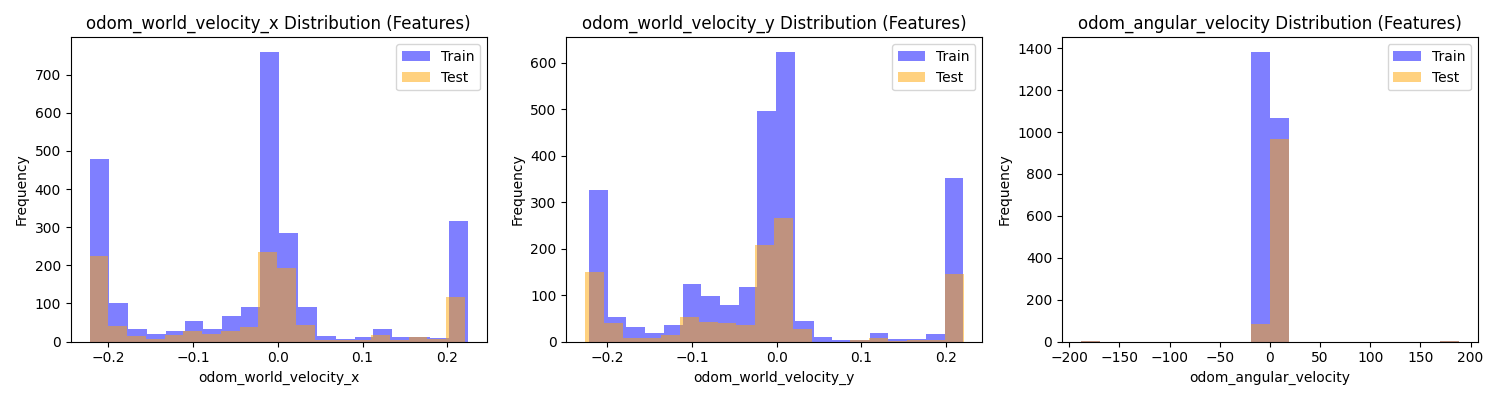 odom_world_velocity_x Distribution (Features)
Train
Test
Frequency
700
600
500
400
300
200
100
0
−0.2
−0.1
0.0
0.1
0.2
odom_world_velocity_x
odom_world_velocity_y Distribution (Features)
Train
Test
Frequency
600
500
400
300
200
100
0
−0.2
−0.1
0.0
0.1
0.2
odom_world_velocity_y
odom_angular_velocity Distribution (Features)
Train
Test
Frequency
1400
1200
1000
800
600
400
200
0
−200
−150
−100
−50
0
50
100
150
200
odom_angular_velocity